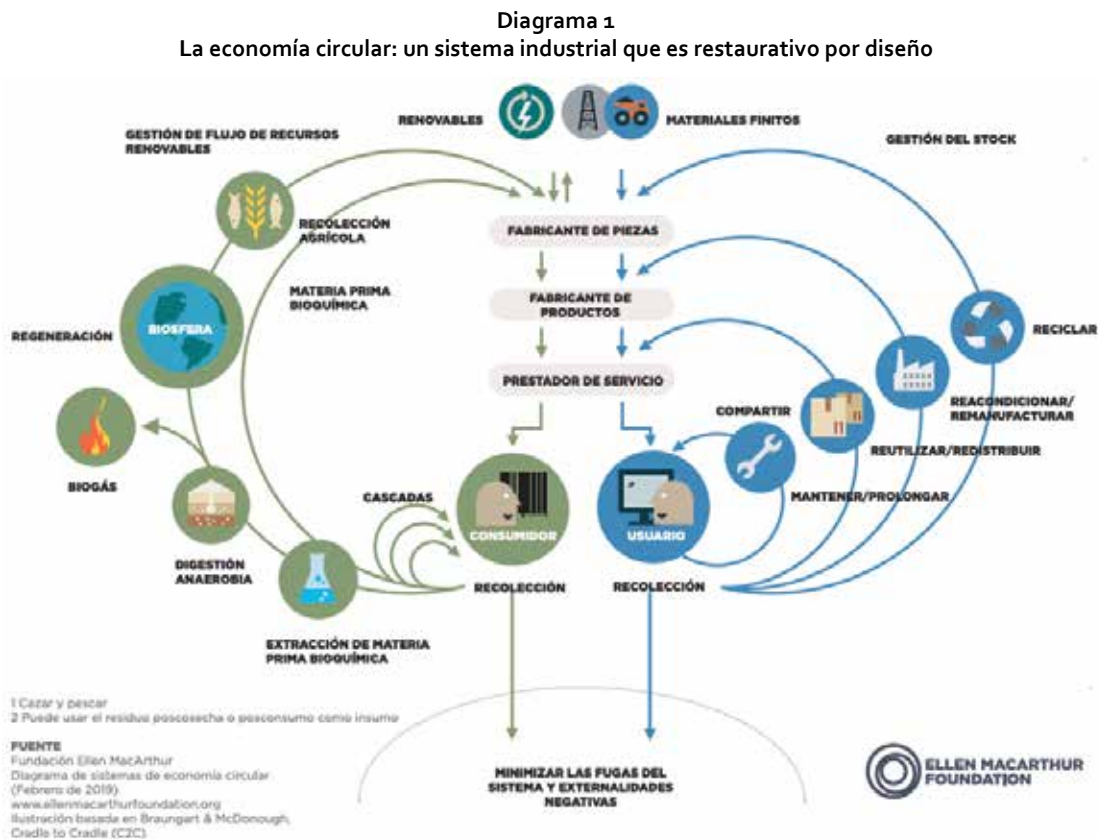 Diagrama 1
La economía circular: un sistema industrial que es restaurativo por diseño
RENOVABLES
MATERIALES FINITOS
GESTIÓN DE FLUJO DE RECURSOS
RENOVABLES
GESTIÓN DEL STOCK
RECOLECCIÓN
AGRÍCOLA
FABRICANTE DE PIEZAS
MATERIA PRIMA
BIOQUÍMICA
FABRICANTE DE
PRODUCTOS
REGENERACIÓN
BIOSFERA
RECICLAR
PRESTADOR DE SERVICIO
REACONDICIONAR/
REMANUFACTURAR
COMPARTIR
REUTILIZAR/REDISTRIBUIR
BIOGÁS
CASCADAS
MANTENER/PROLONGAR
CONSUMIDOR
USUARIO
DIGESTIÓN
ANAEROBIA
RECOLECCIÓN
RECOLECCIÓN
EXTRACCIÓN DE MATERIA
PRIMA BIOQUÍMICA
1 Cazar y pescar
2 Puede usar el residuo poscosecha o posconsumo como insumo
FUENTE
Fundación Ellen MacArthur
Diagrama de sistemas de economía circular
(Febrero de 2019)
www.ellenmacarthurfoundation.org
Ilustración basada en Braungart & McDonough,
Cradle to Cradle (C2C)
MINIMIZAR LAS FUGAS DEL
SISTEMA Y EXTERNALIDADES
NEGATIVAS
ELLEN MACARTHUR
FOUNDATION